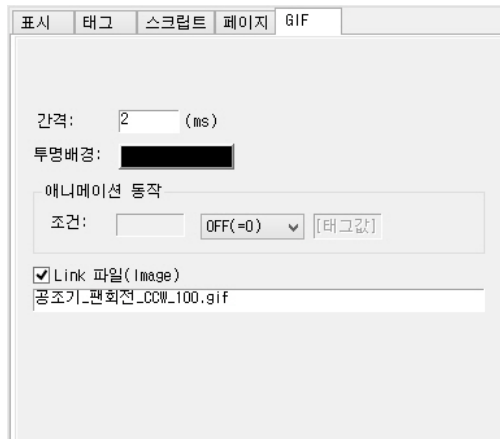 표시 태그 스크립트 페이지 GIF
간격: 2 (ms)
투명배경:
애니메이션 동작
조건: OFF(=0) [태그값]
Link 파일(Image)
공조기_팬회전_CCW_100.gif